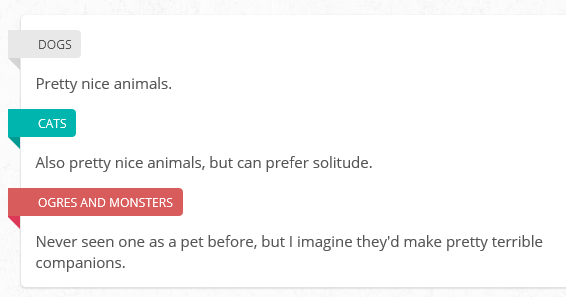 DOGS
Pretty nice animals.
CATS
Also pretty nice animals, but can prefer solitude.
OGRES AND MONSTERS
Never seen one as a pet before, but I imagine they'd make pretty terrible
companions.